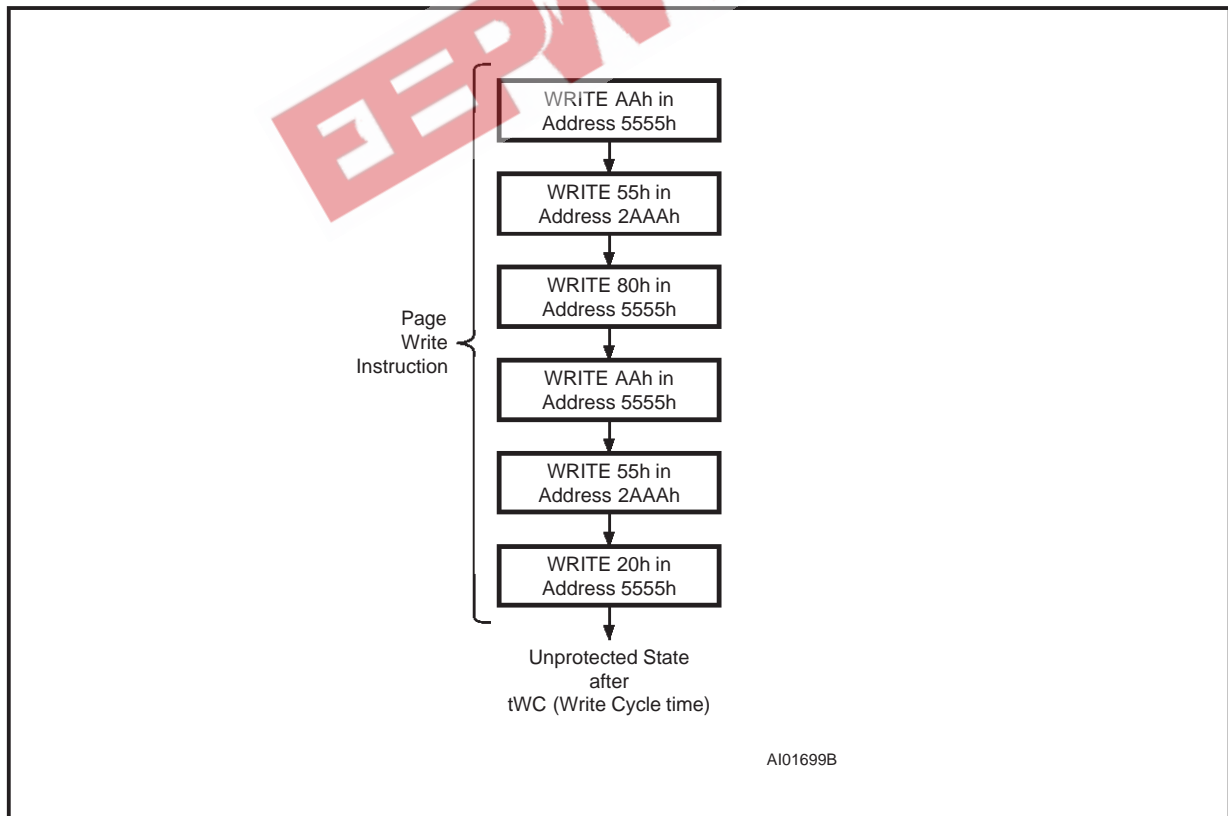 EEPW
WRITE AAh in
Address 5555h
WRITE 55h in
Address 2AAAh
WRITE 80h in
Address 5555h
Page
Write
Instruction
WRITE AAh in
Address 5555h
WRITE 55h in
Address 2AAAh
WRITE 20h in
Address 5555h
Unprotected State
after
tWC (Write Cycle time)
AI01699B